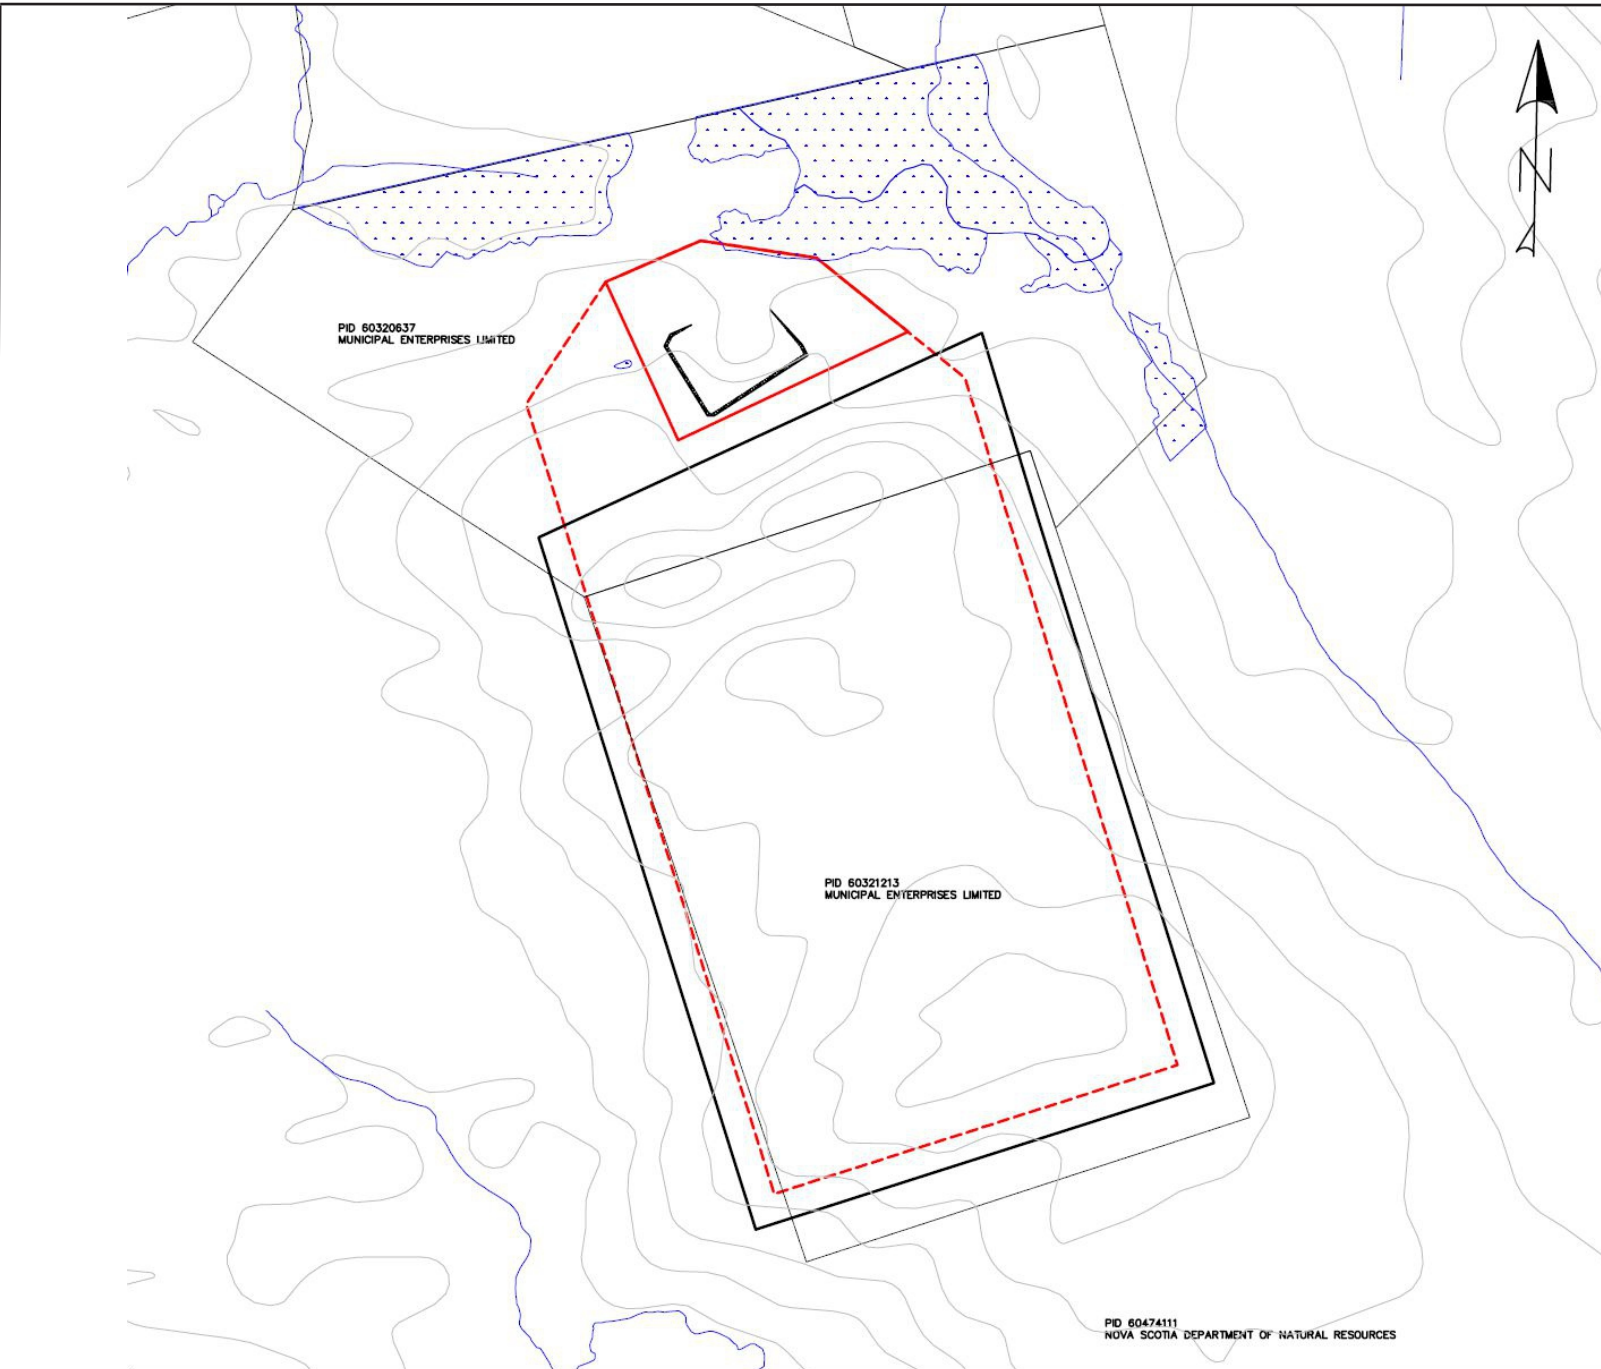 N
PID 60320637
MUNICIPAL ENTERPRISES LIMITED
PID 60321213
MUNICIPAL ENTERPRISES LIMITED
PID 60474111
NOVA SCOTIA DEPARTMENT OF NATURAL RESOURCES